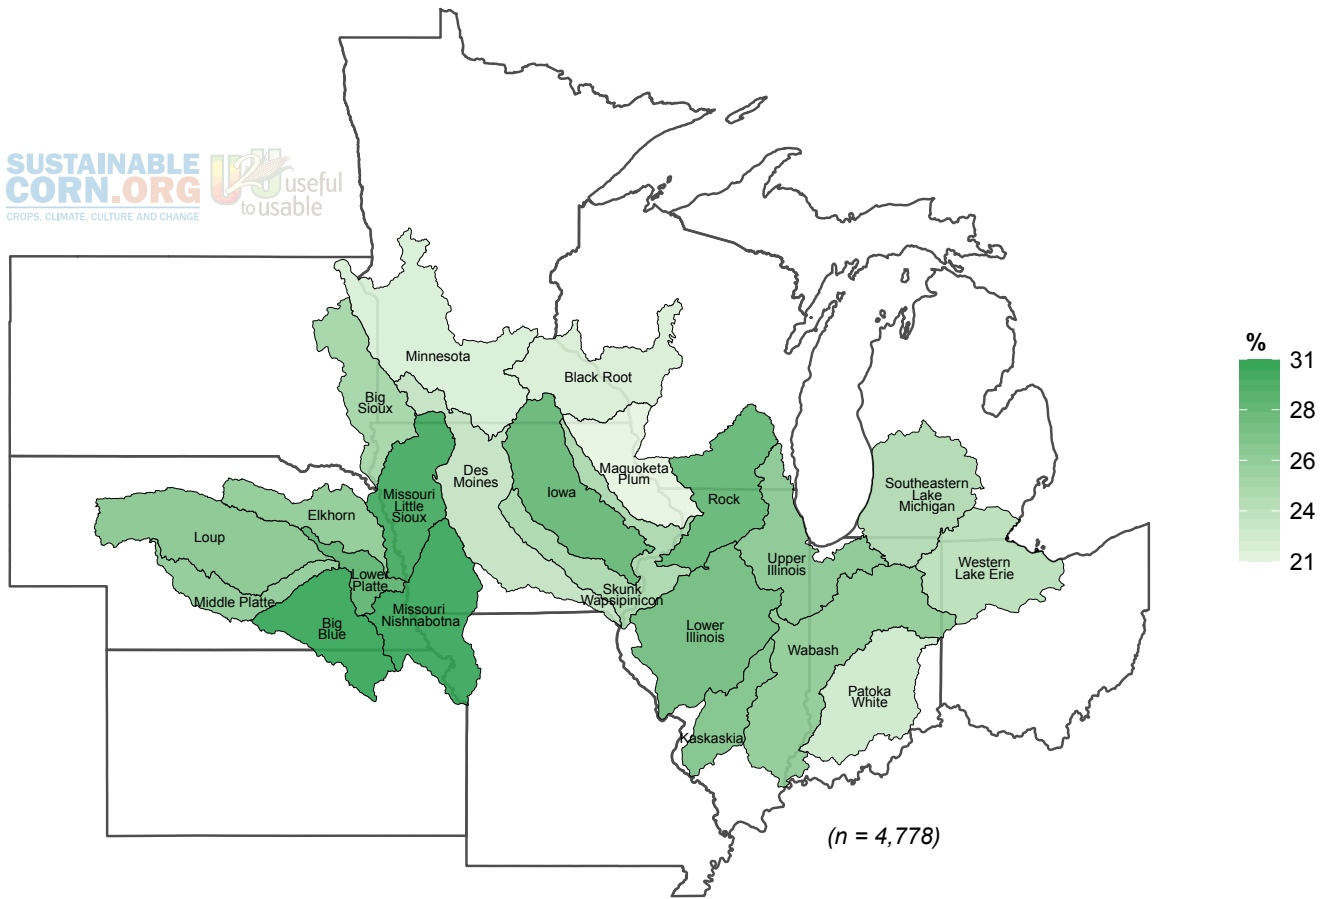 SUSTAINABLE
CORN.ORG
CROPS, CLIMATE, CULTURE AND CHANGE
U2U useful
to usable
Minnesota
Black Root
Big
Sioux
Des
Moines
Maquoketa
Plum
Missouri
Little
Sioux
Iowa
Rock
Southeastern
Lake
Michigan
Elkhorn
Loup
Lower
Platte
Middle Platte
Upper
Illinois
Western
Lake Erie
Skunk
Wapsipinicon
Missouri
Nishnabotna
Big
Blue
Lower
Illinois
Wabash
Patoka
White
Kaskaskia
%
31
28
26
24
21
(n = 4,778)